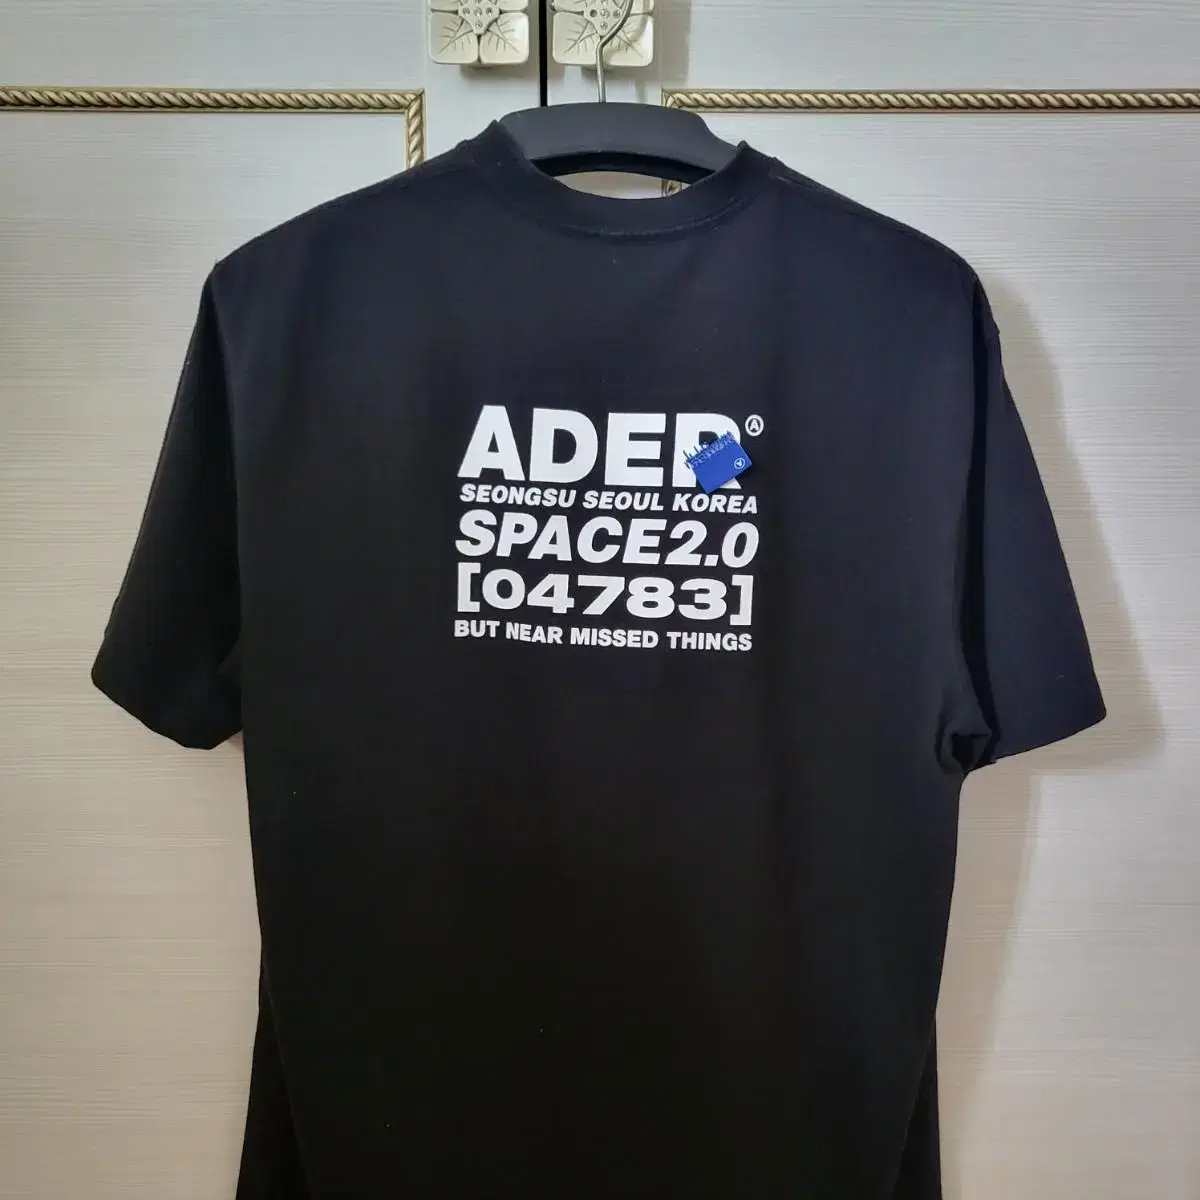 ADER Ⓐ
SEONGSU SEOUL KOREA
SPACE2.0
[04783]
BUT NEAR MISSED THINGS